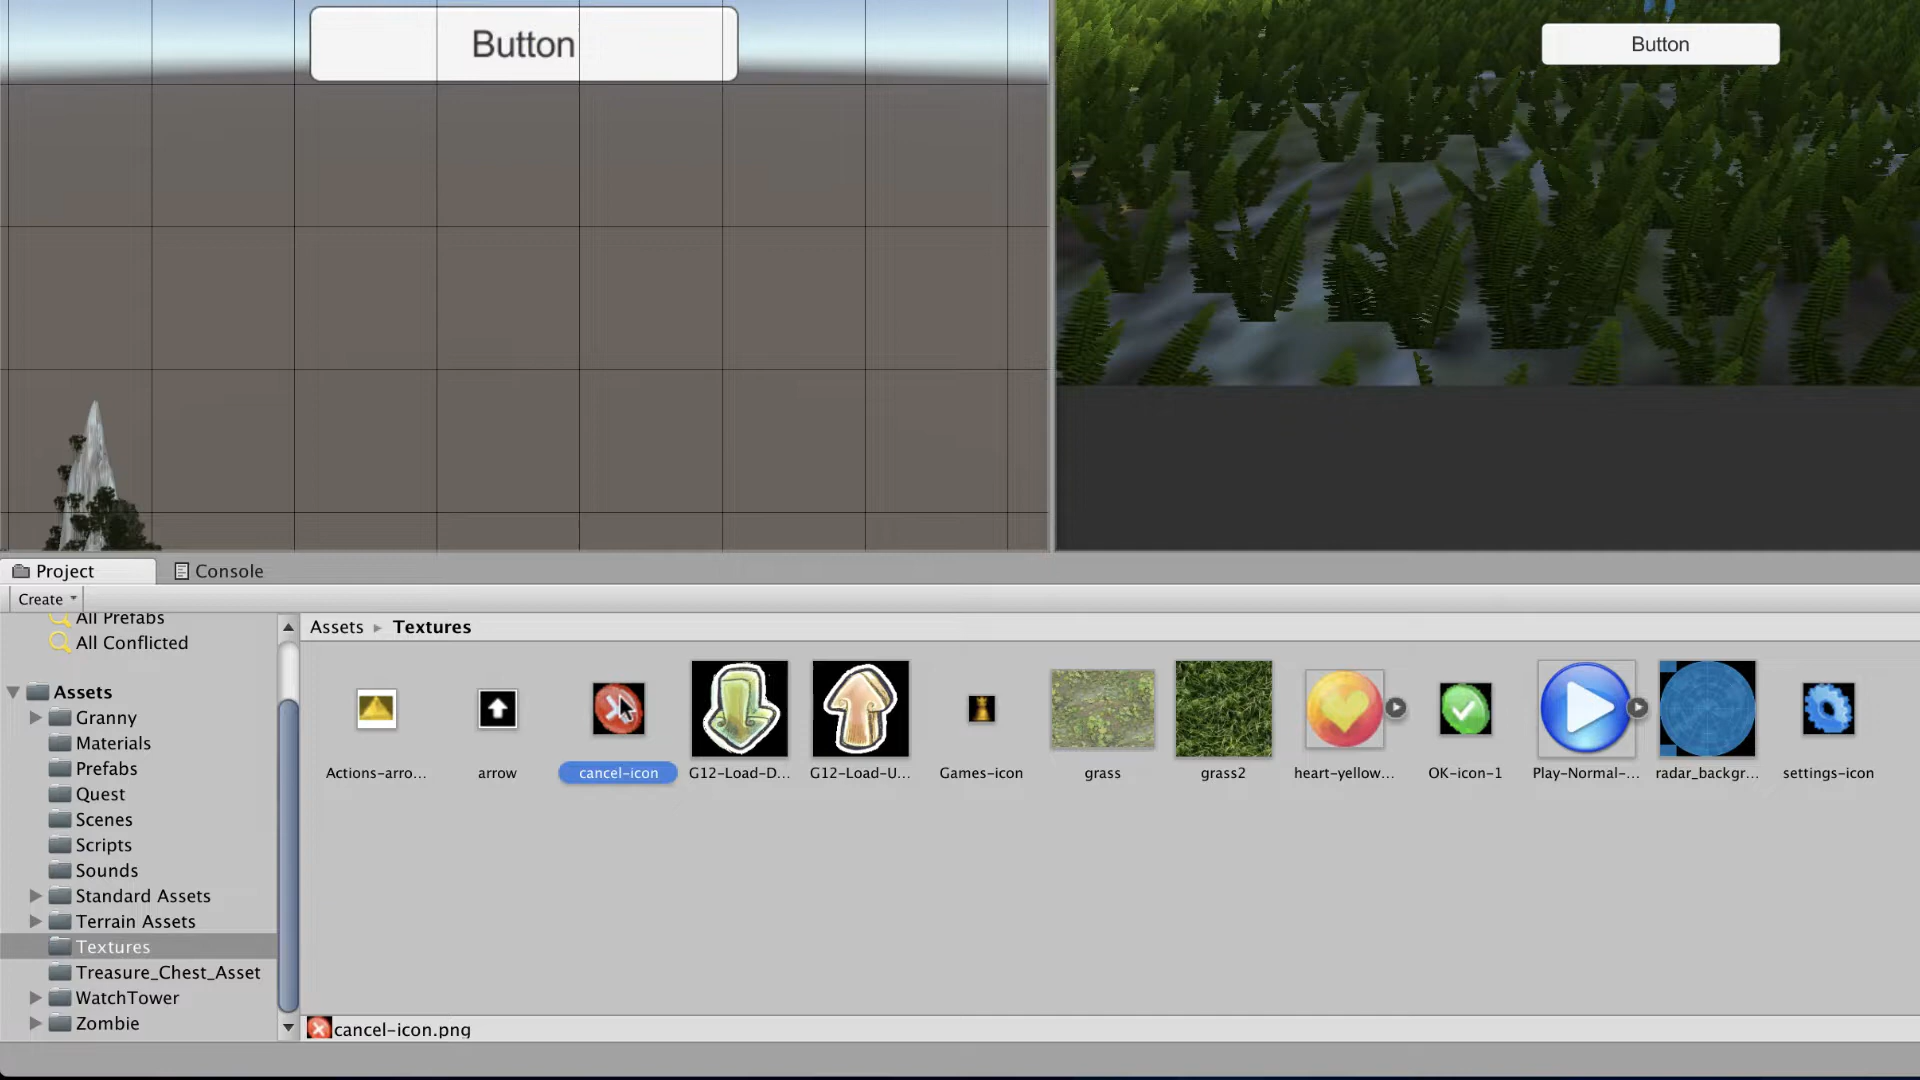 Button
Button
Project
Console
Create
All Prefabs
All Conflicted
Assets
Granny
Materials
Prefabs
Quest
Scenes
Scripts
Sounds
Standard Assets
Terrain Assets
Textures
Treasure_Chest_Asset
WatchTower
Zombie
Assets ▸ Textures
Actions-arro... arrow cancel-icon G12-Load-D... G12-Load-U... Games-icon grass grass2 heart-yellow... OK-icon-1 Play-Normal-... radar_backgr... settings-icon
cancel-icon.png